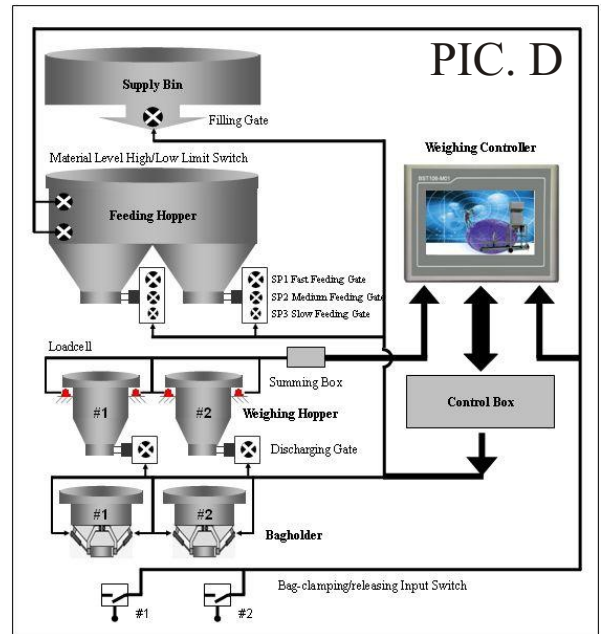 PIC. D
Supply Bin
Filling Gate
Material Level High/Low Limit Switch
Weighing Controller
BST106-M01
Feeding Hopper
SP1 Fast Feeding Gate
SP2 Medium Feeding Gate
SP3 Slow Feeding Gate
Loadcell
Summing Box
#1
#2
Weighing Hopper
Control Box
Discharging Gate
#1
#2
Bagholder
Bag-clamping/releasing Input Switch
#1
#2